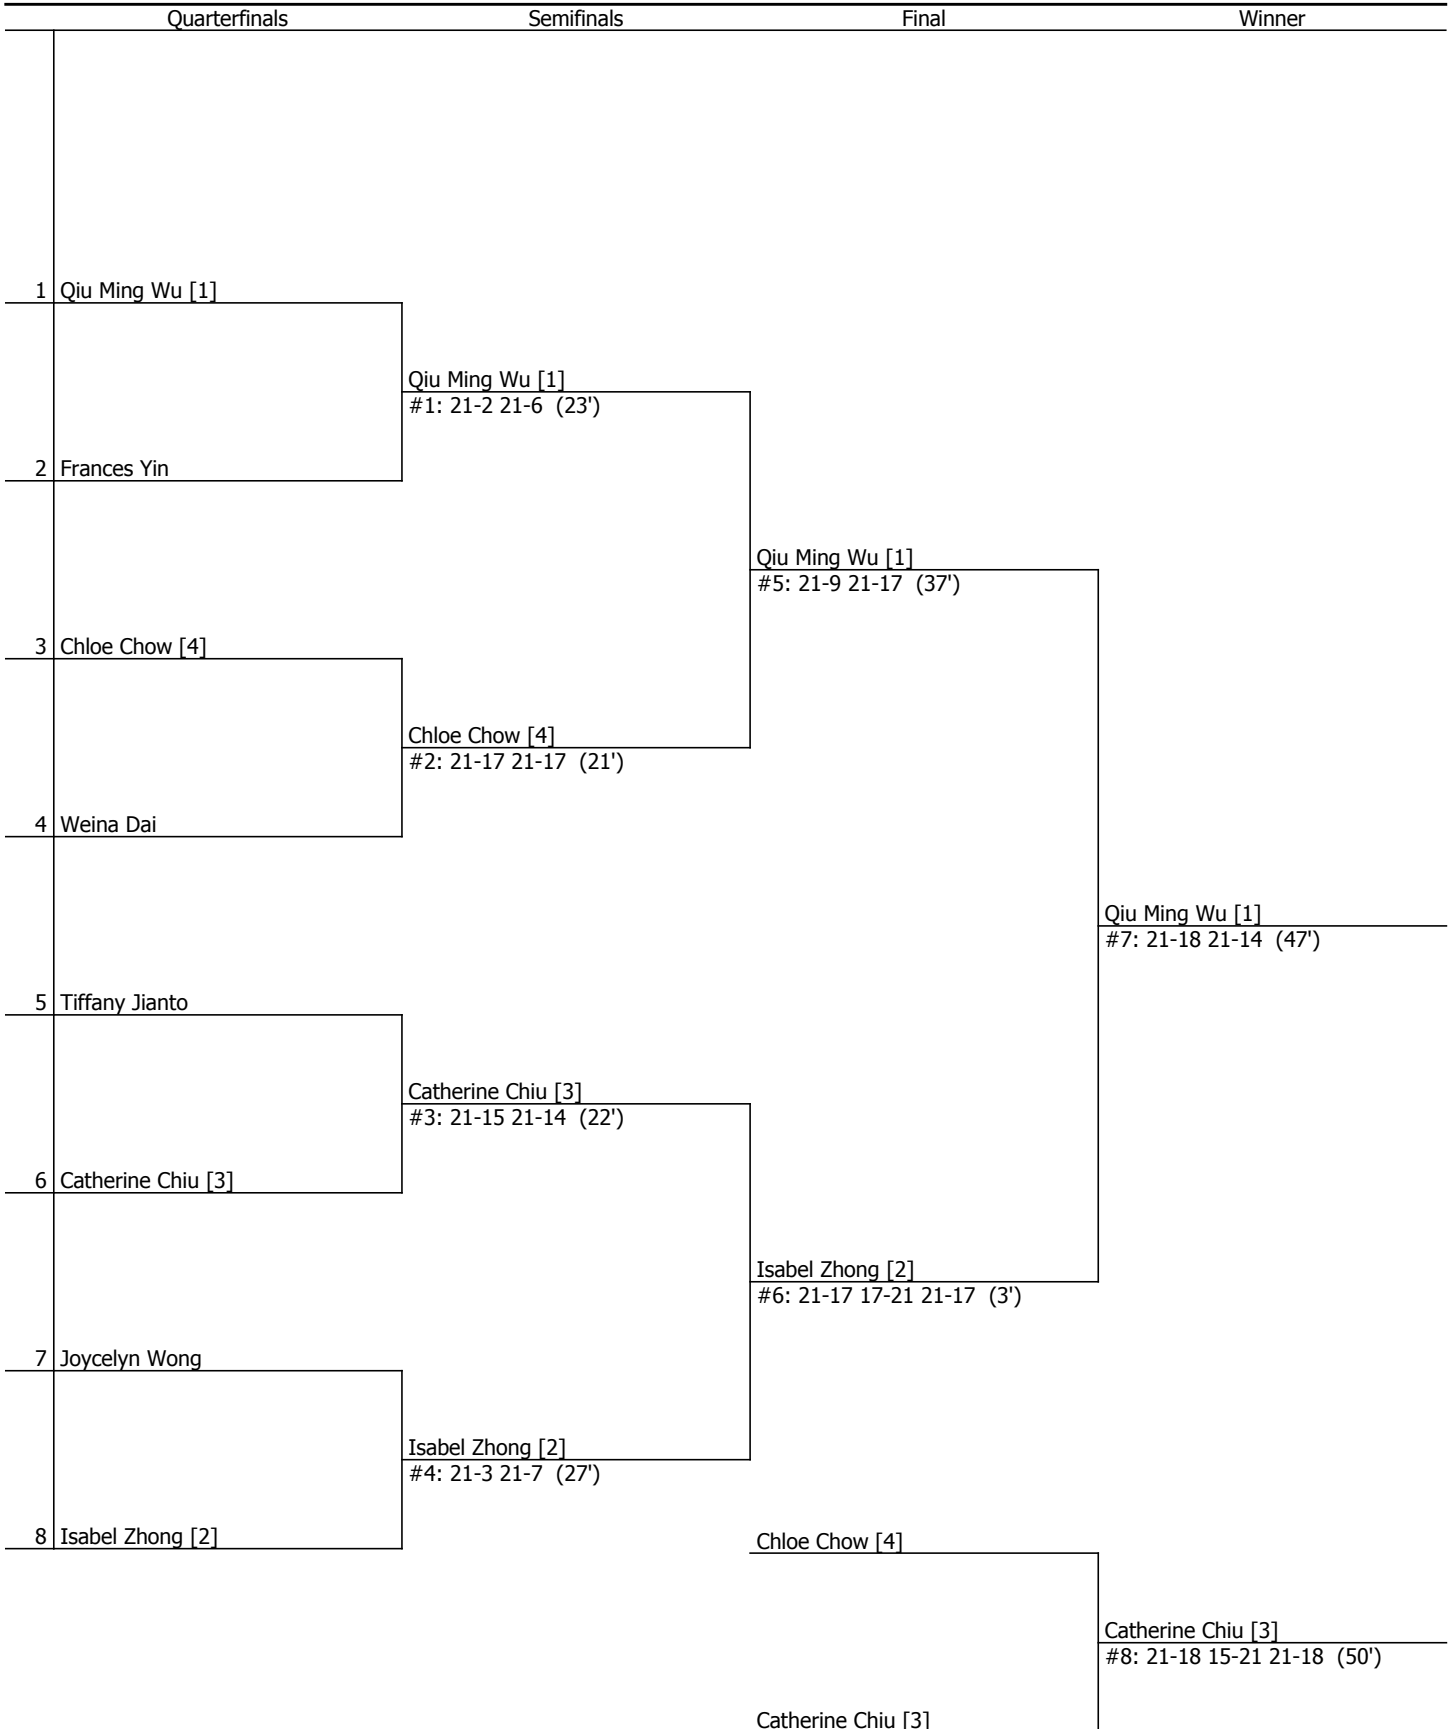 Quarterfinals Semifinals Final Winner
1 Qiu Ming Wu [1]
Qiu Ming Wu [1]
#1: 21-2 21-6 (23')
2 Frances Yin
Qiu Ming Wu [1]
#5: 21-9 21-17 (37')
3 Chloe Chow [4]
Chloe Chow [4]
#2: 21-17 21-17 (21')
4 Weina Dai
Qiu Ming Wu [1]
#7: 21-18 21-14 (47')
5 Tiffany Jianto
Catherine Chiu [3]
#3: 21-15 21-14 (22')
6 Catherine Chiu [3]
Isabel Zhong [2]
#6: 21-17 17-21 21-17 (3')
7 Joycelyn Wong
Isabel Zhong [2]
#4: 21-3 21-7 (27')
8 Isabel Zhong [2]
Chloe Chow [4]
Catherine Chiu [3]
#8: 21-18 15-21 21-18 (50')
Catherine Chiu [3]